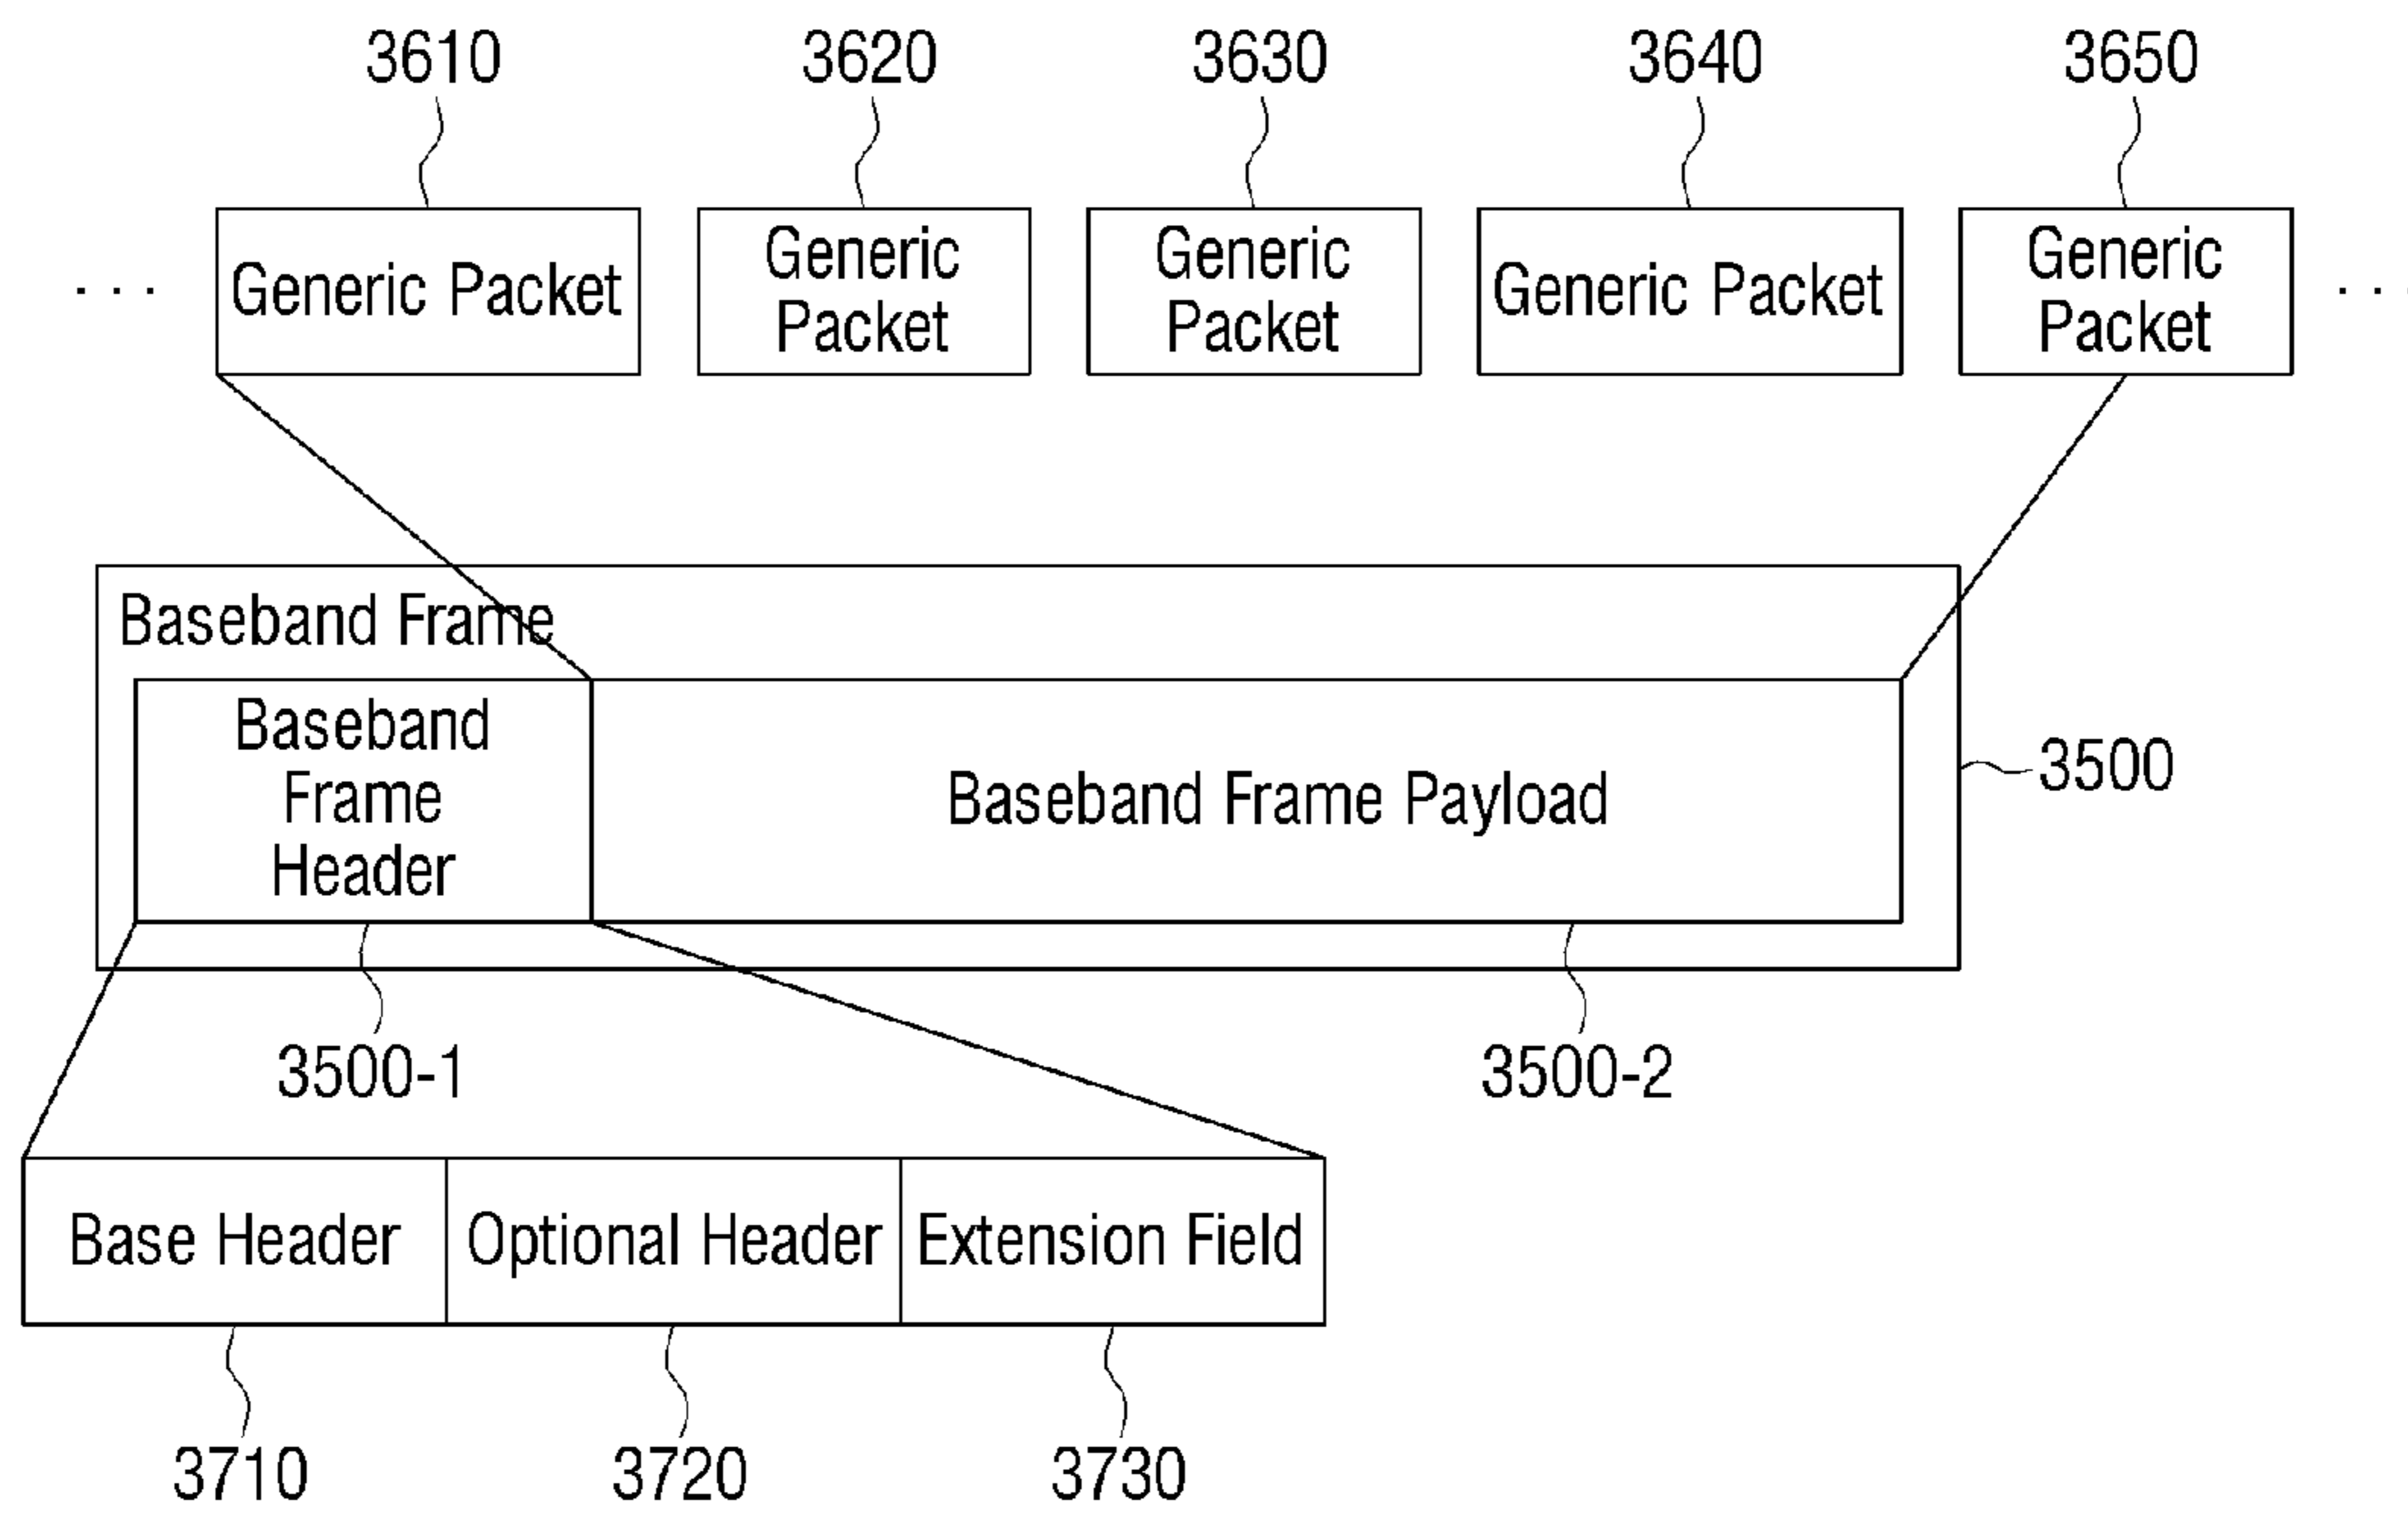 3610 3620 3630 3640 3650
. . . Generic Packet Generic Generic Generic Packet Generic . . .
Packet Packet Packet
Baseband Frame
Baseband
Frame
Header
Baseband Frame Payload
3500
3500-1 3500-2
Base Header Optional Header Extension Field
3710 3720 3730